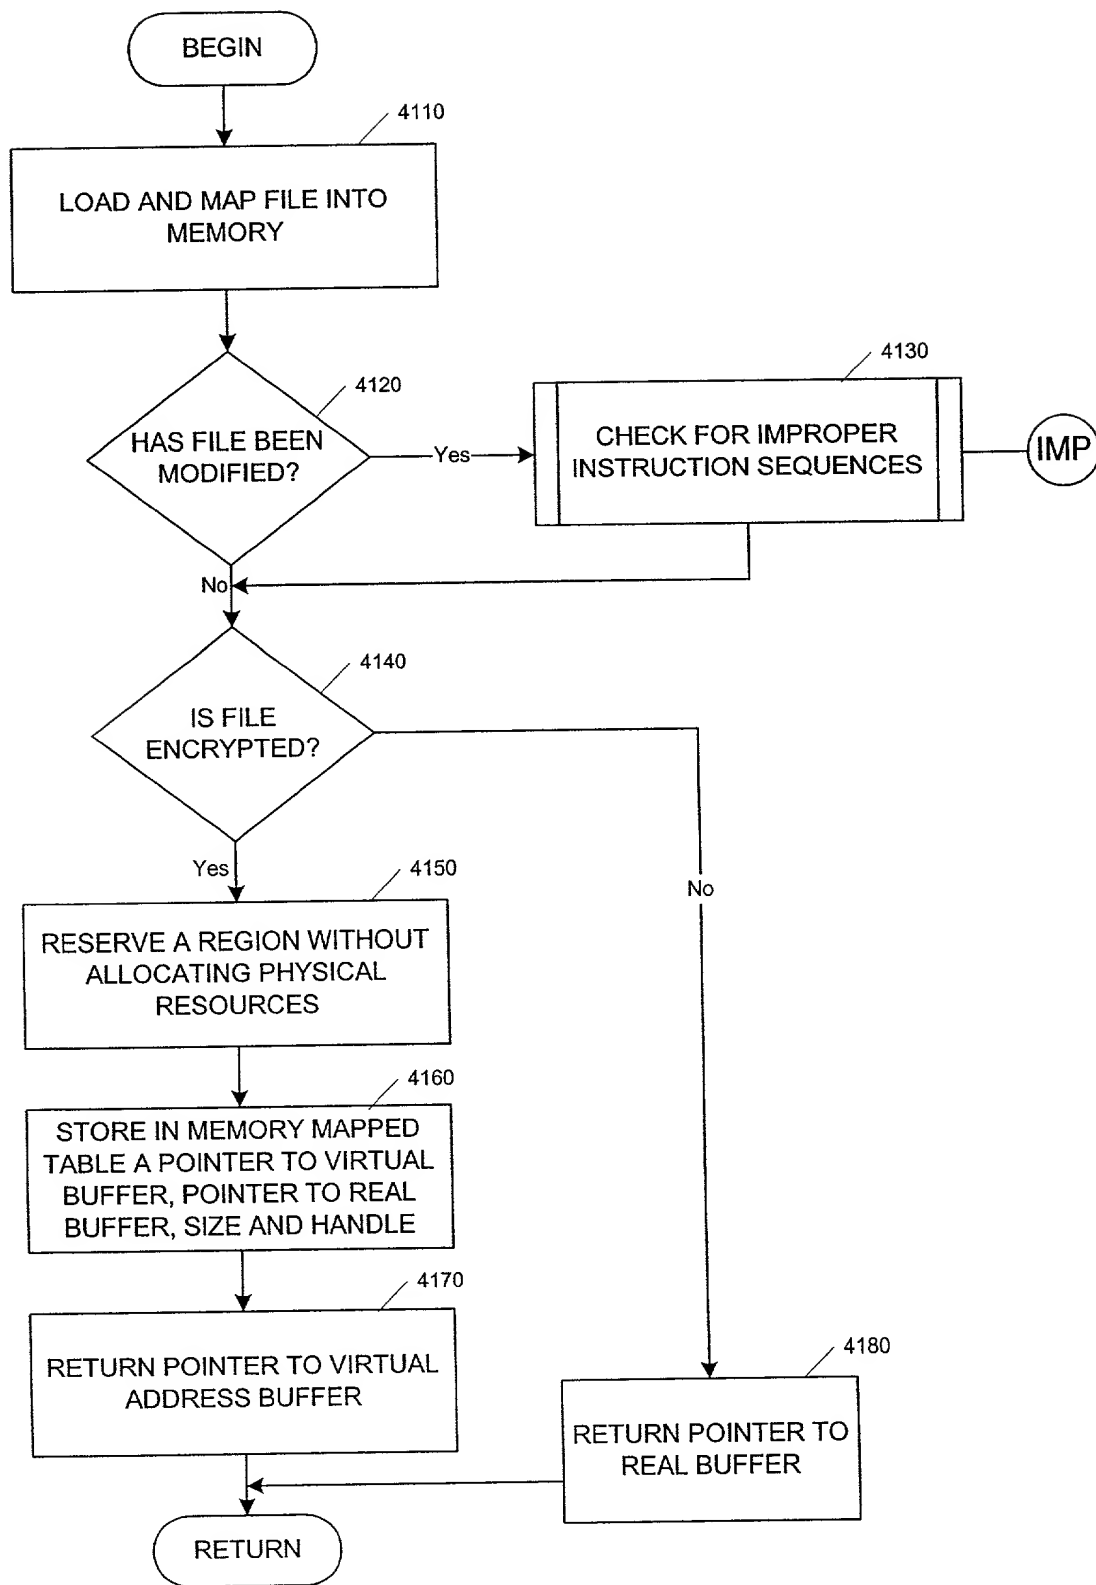 BEGIN
4110
LOAD AND MAP FILE INTO
MEMORY
4120
HAS FILE BEEN
MODIFIED?
Yes
4130
CHECK FOR IMPROPER
INSTRUCTION SEQUENCES
IMP
No
4140
IS FILE
ENCRYPTED?
Yes
No
4150
RESERVE A REGION WITHOUT
ALLOCATING PHYSICAL
RESOURCES
4160
STORE IN MEMORY MAPPED
TABLE A POINTER TO VIRTUAL
BUFFER, POINTER TO REAL
BUFFER, SIZE AND HANDLE
4170
RETURN POINTER TO VIRTUAL
ADDRESS BUFFER
4180
RETURN POINTER TO
REAL BUFFER
RETURN